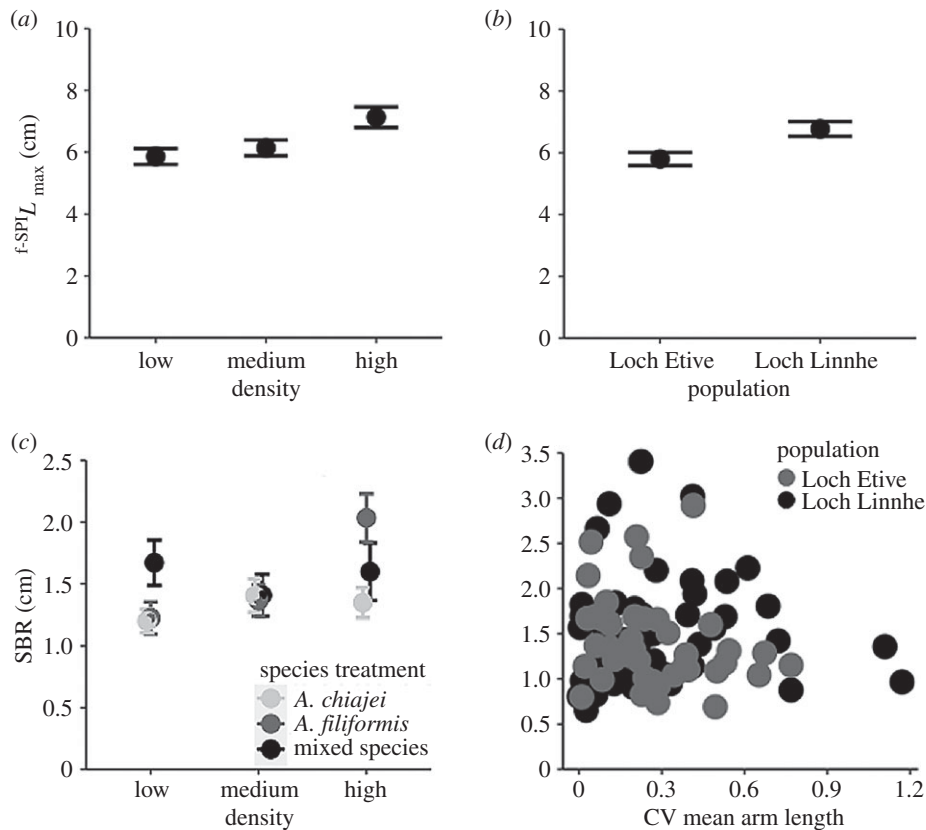 (a)
10
8
6
4
2
0
f-SPI L max (cm)
low medium high
density
(b)
10
8
6
4
2
0
Loch Etive Loch Linnhe
population
(c)
2.5
2.0
1.5
1.0
0.5
0
SBR (cm)
species treatment
A. chiajei
A. filiformis
mixed species
low medium high
density
(d)
3.5
3.0
2.5
2.0
1.5
1.0
0.5
0
population
Loch Etive
Loch Linnhe
0 0.3 0.6 0.9 1.2
CV mean arm length